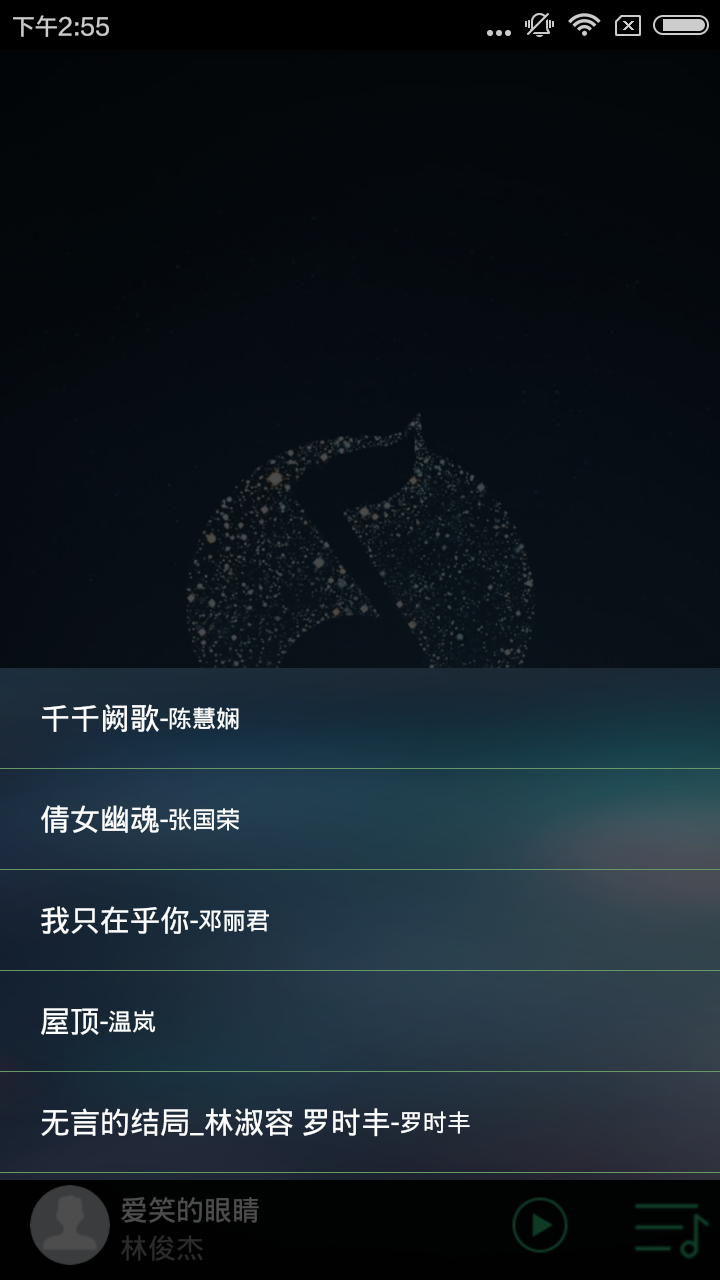 下午2:55
千千阙歌-陈慧娴
倩女幽魂-张国荣
我只在乎你-邓丽君
屋顶-温岚
无言的结局_林淑容 罗时丰-罗时丰
爱笑的眼睛
林俊杰